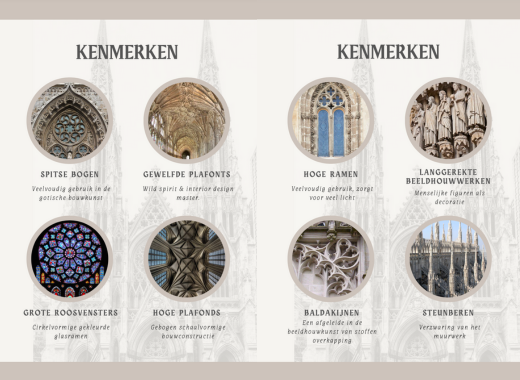 KENMERKEN
SPITSE BOGEN
Veelvoudig gebruik in de
gotische bouwkunst
GEWELFDE PLAFONTS
Wild spirit & interior design
masser.
GROTE ROOSVENSTERS
Cirkelvormige gekleurde
glasramen
HOGE PLAFONDS
Gebogen schaalvormige
bouwconstructie
KENMERKEN
HOGE RAMEN
Veelvoudig gebruik, zorgt
voor veel licht
LANGGEREKTE
BEELDHOUWWERKEN
Menselijke figuren als
decoratie
BALDAKIJNEN
Een afgeleide in de
beeldhouwkunst van stoffen
overkapping
STEUNBEREN
Verzwaring van het
muurwerk